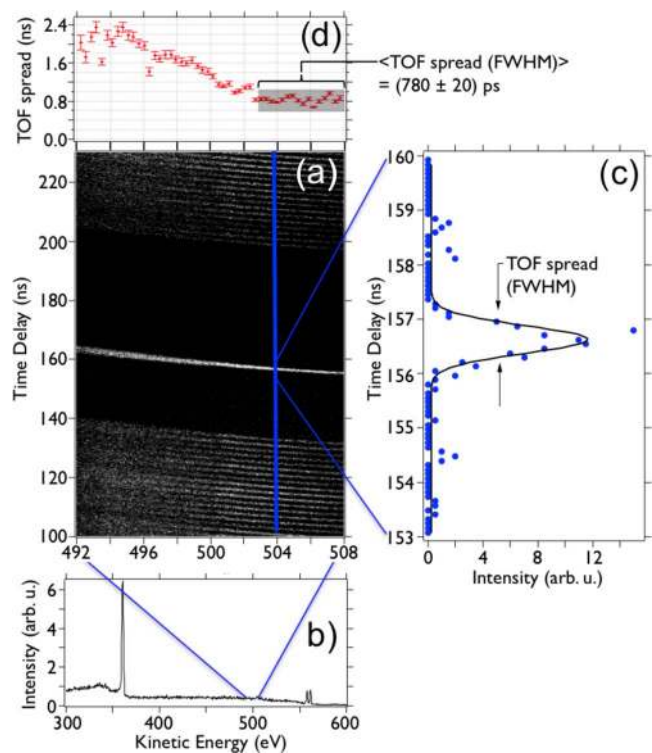 (d)
TOF spread (ns)
2.4
1.6
0.8
0.0
<TOF spread (FWHM)>
= (780 ± 20) ps
(a)
Time Delay (ns)
220
200
180
160
140
120
100
492
496
500
504
508
(c)
Time Delay (ns)
160
159
158
157
156
155
154
153
TOF spread
(FWHM)
0
4
8
12
Intensity (arb. u.)
b)
Intensity (arb. u.)
6
4
2
0
300
400
500
600
Kinetic Energy (eV)